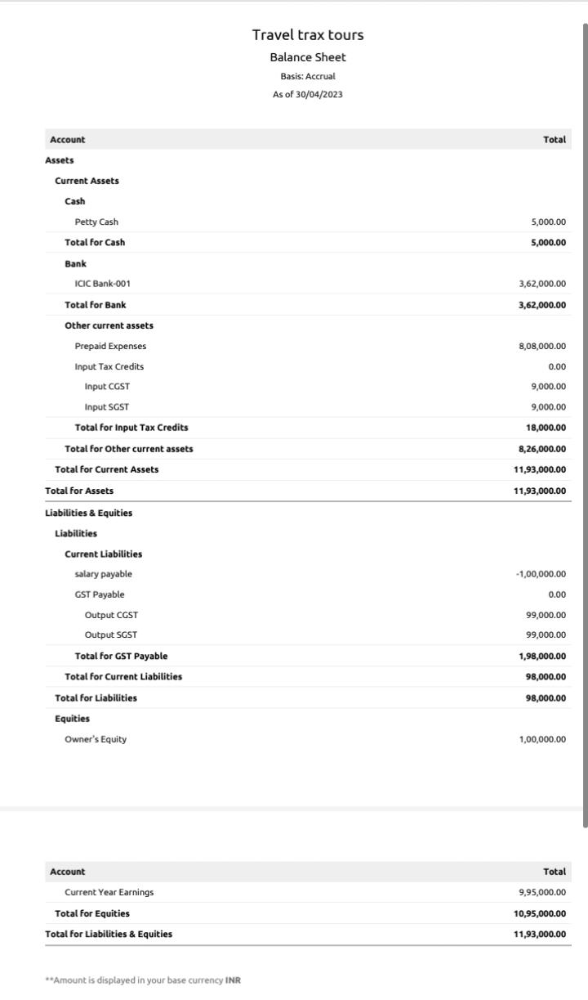 Travel trax tours
Balance Sheet
Basis: Accrual
As of 30/04/2023
Account Total
Assets
Current Assets
Cash
Petty Cash 5,000.00
Total for Cash 5,000.00
Bank
ICIC Bank-001 3,62,000.00
Total for Bank 3,62,000.00
Other current assets
Prepaid Expenses 8,08,000.00
Input Tax Credits 0.00
Input CGST 9,000.00
Input SGST 9,000.00
Total for Input Tax Credits 18,000.00
Total for Other current assets 8,26,000.00
Total for Current Assets 11,93,000.00
Total for Assets 11,93,000.00
Liabilities & Equities
Liabilities
Current Liabilities
salary payable -1,00,000.00
GST Payable 0.00
Output CGST 99,000.00
Output SGST 99,000.00
Total for GST Payable 1,98,000.00
Total for Current Liabilities 98,000.00
Total for Liabilities 98,000.00
Equities
Owner's Equity 1,00,000.00
Account Total
Current Year Earnings 9,95,000.00
Total for Equities 10,95,000.00
Total for Liabilities & Equities 11,93,000.00
**Amount is displayed in your base currency INR